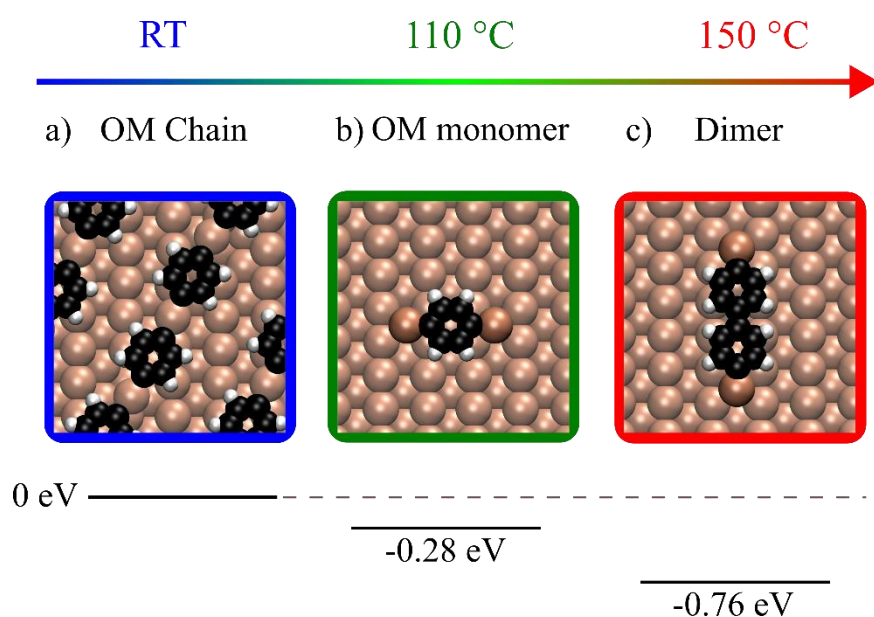 RT 110 °C 150 °C
a) OM Chain b) OM monomer c) Dimer
0 eV
-0.28 eV
-0.76 eV